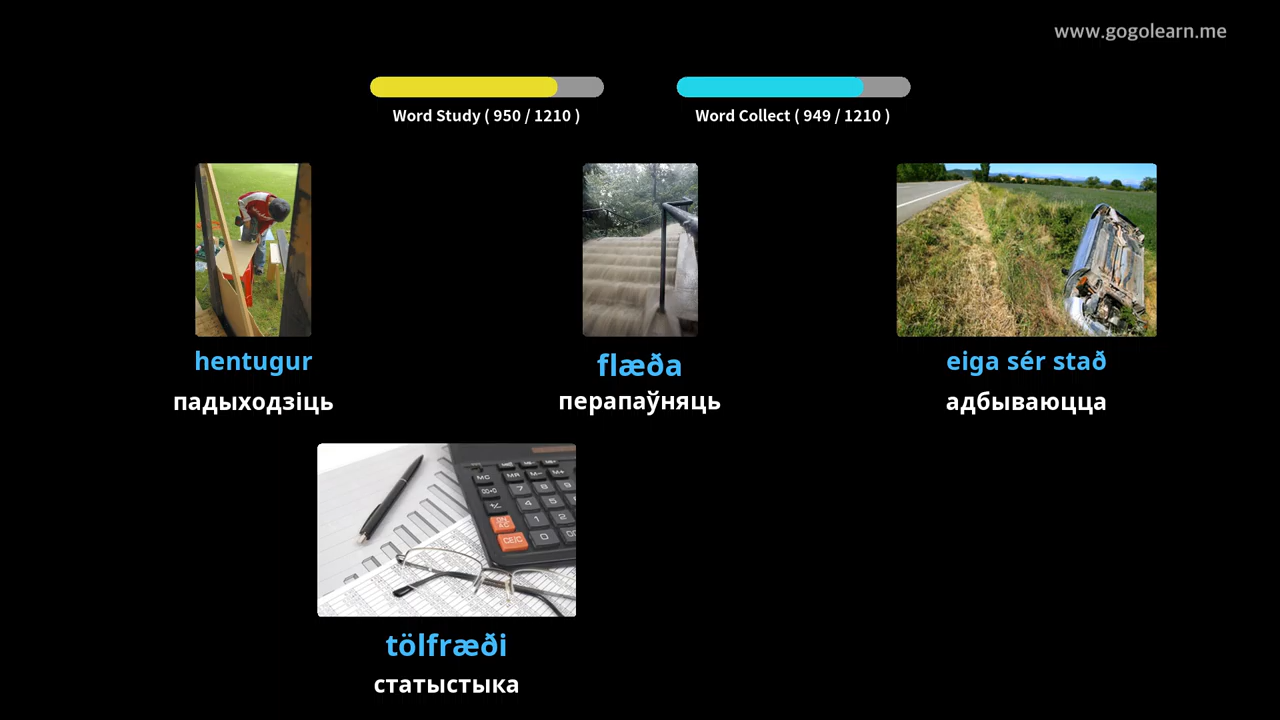 www.gogolearn.me
Word Study ( 950 / 1210 )
Word Collect ( 949 / 1210 )
hentugur
падыходзіць
flæða
перапаўняць
eiga sér stað
адбываюцца
tölfræði
статыстыка